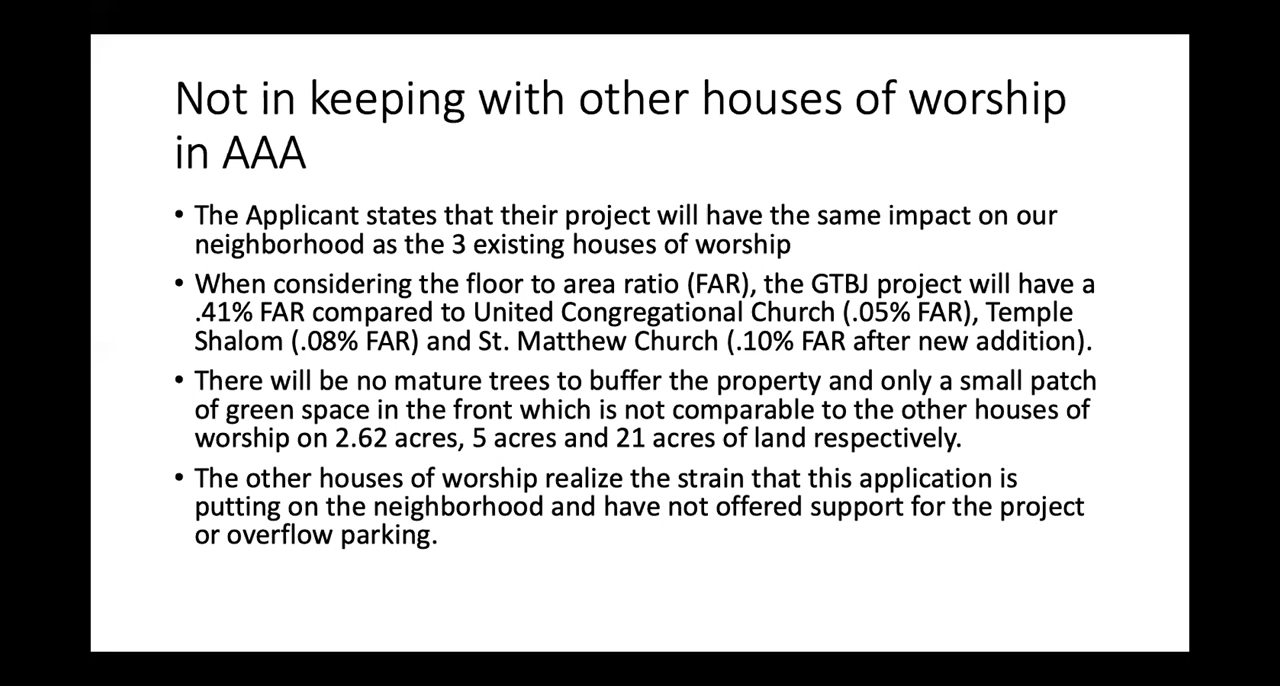 Not in keeping with other houses of worship
in AAA
• The Applicant states that their project will have the same impact on our
neighborhood as the 3 existing houses of worship
• When considering the floor to area ratio (FAR), the GTBJ project will have a
.41% FAR compared to United Congregational Church (.05% FAR), Temple
Shalom (.08% FAR) and St. Matthew Church (.10% FAR after new addition).
• There will be no mature trees to buffer the property and only a small patch
of green space in the front which is not comparable to the other houses of
worship on 2.62 acres, 5 acres and 21 acres of land respectively.
• The other houses of worship realize the strain that this application is
putting on the neighborhood and have not offered support for the project
or overflow parking.